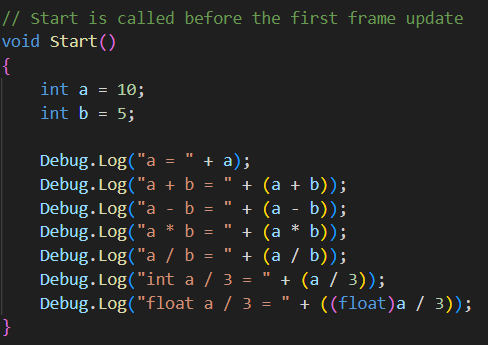 // Start is called before the first frame update
void Start()
{
    int a = 10;
    int b = 5;

    Debug.Log("a = " + a);
    Debug.Log("a + b = " + (a + b));
    Debug.Log("a - b = " + (a - b));
    Debug.Log("a * b = " + (a * b));
    Debug.Log("a / b = " + (a / b));
    Debug.Log("int a / 3 = " + (a / 3));
    Debug.Log("float a / 3 = " + ((float)a / 3));
}